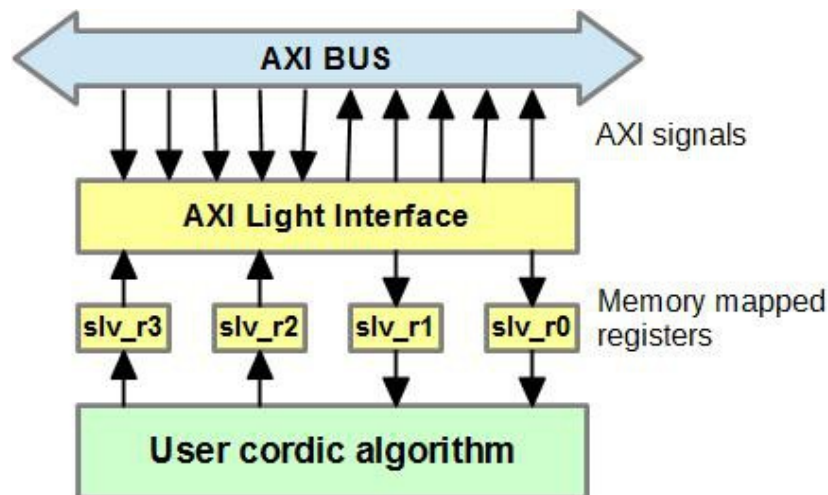 AXI BUS
AXI signals
AXI Light Interface
slv_r3
slv_r2
slv_r1
slv_r0
Memory mapped
registers
User cordic algorithm